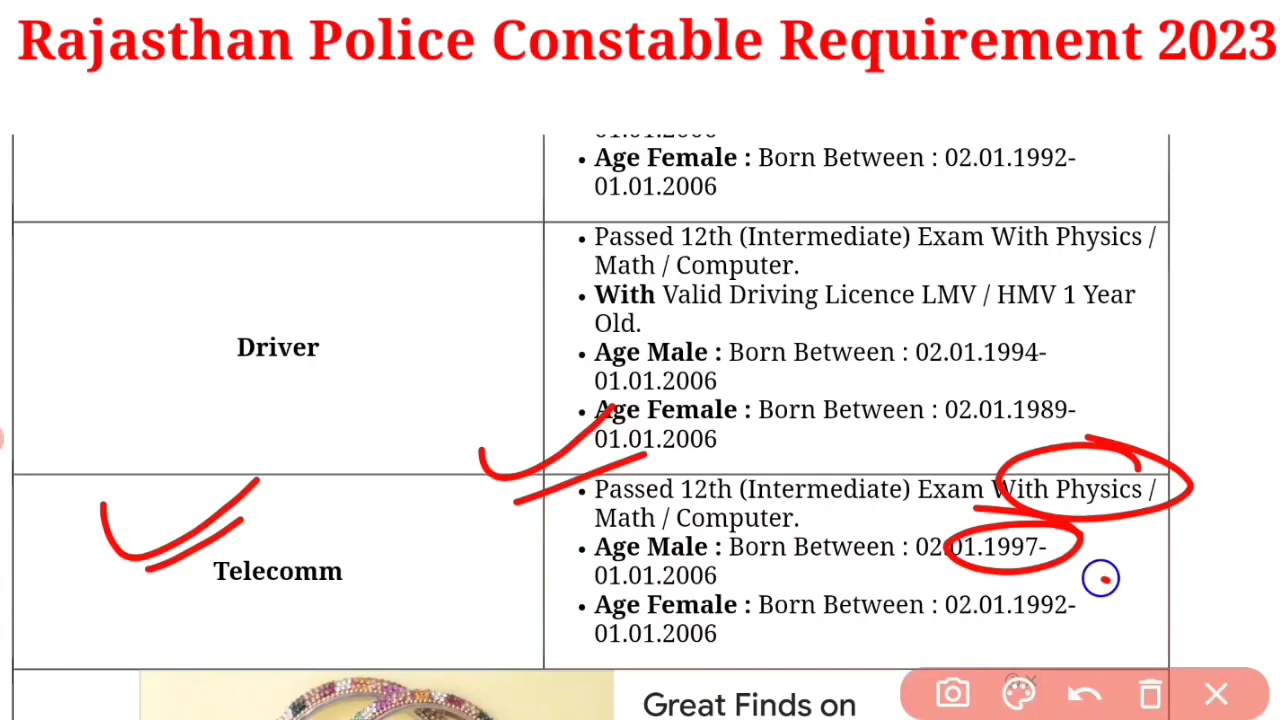 Rajasthan Police Constable Requirement 2023
01.01.2006
• Age Female : Born Between : 02.01.1992-
01.01.2006
• Passed 12th (Intermediate) Exam With Physics /
Math / Computer.
• With Valid Driving Licence LMV / HMV 1 Year
Old.
Driver
• Age Male : Born Between : 02.01.1994-
01.01.2006
• Age Female : Born Between : 02.01.1989-
01.01.2006
• Passed 12th (Intermediate) Exam With Physics /
Math / Computer.
• Age Male : Born Between : 02.01.1997-
01.01.2006
Telecomm
• Age Female : Born Between : 02.01.1992-
01.01.2006
Great Finds on